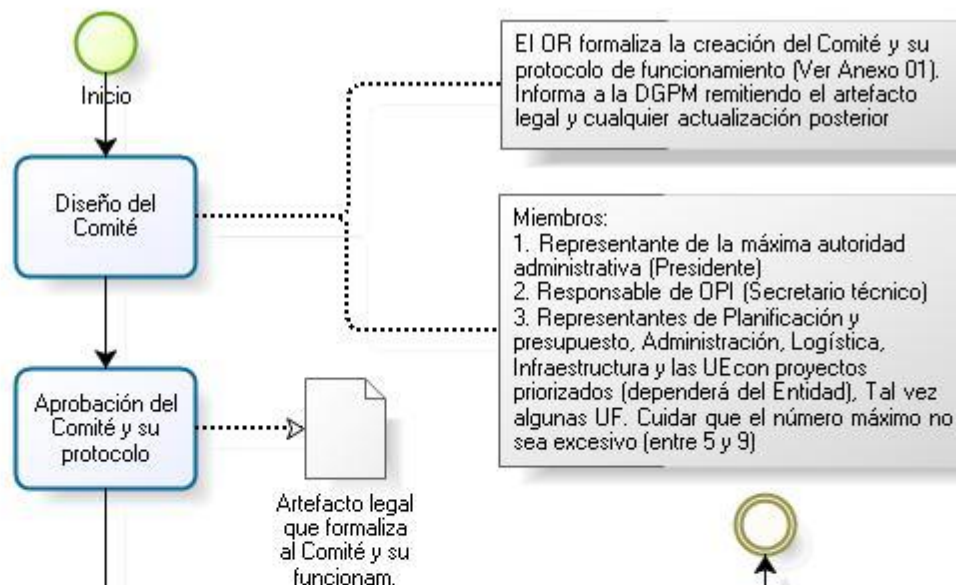 Inicio
El OR formaliza la creación del Comité y su
protocolo de funcionamiento (Ver Anexo 01).
Informa a la DGPM remitiendo el artefacto
legal y cualquier actualización posterior
Diseño del
Comité
Miembros:
1. Representante de la máxima autoridad
administrativa (Presidente)
2. Responsable de OPI (Secretario técnico)
3. Representantes de Planificación y
presupuesto, Administración, Logística,
Infraestructura y las UE con proyectos
priorizados (dependerá del Entidad), Tal vez
algunas UF. Cuidar que el número máximo no
sea excesivo (entre 5 y 9)
Aprobación del
Comité y su
protocolo
Artefacto legal
que formaliza
al Comité y su
funcionam.